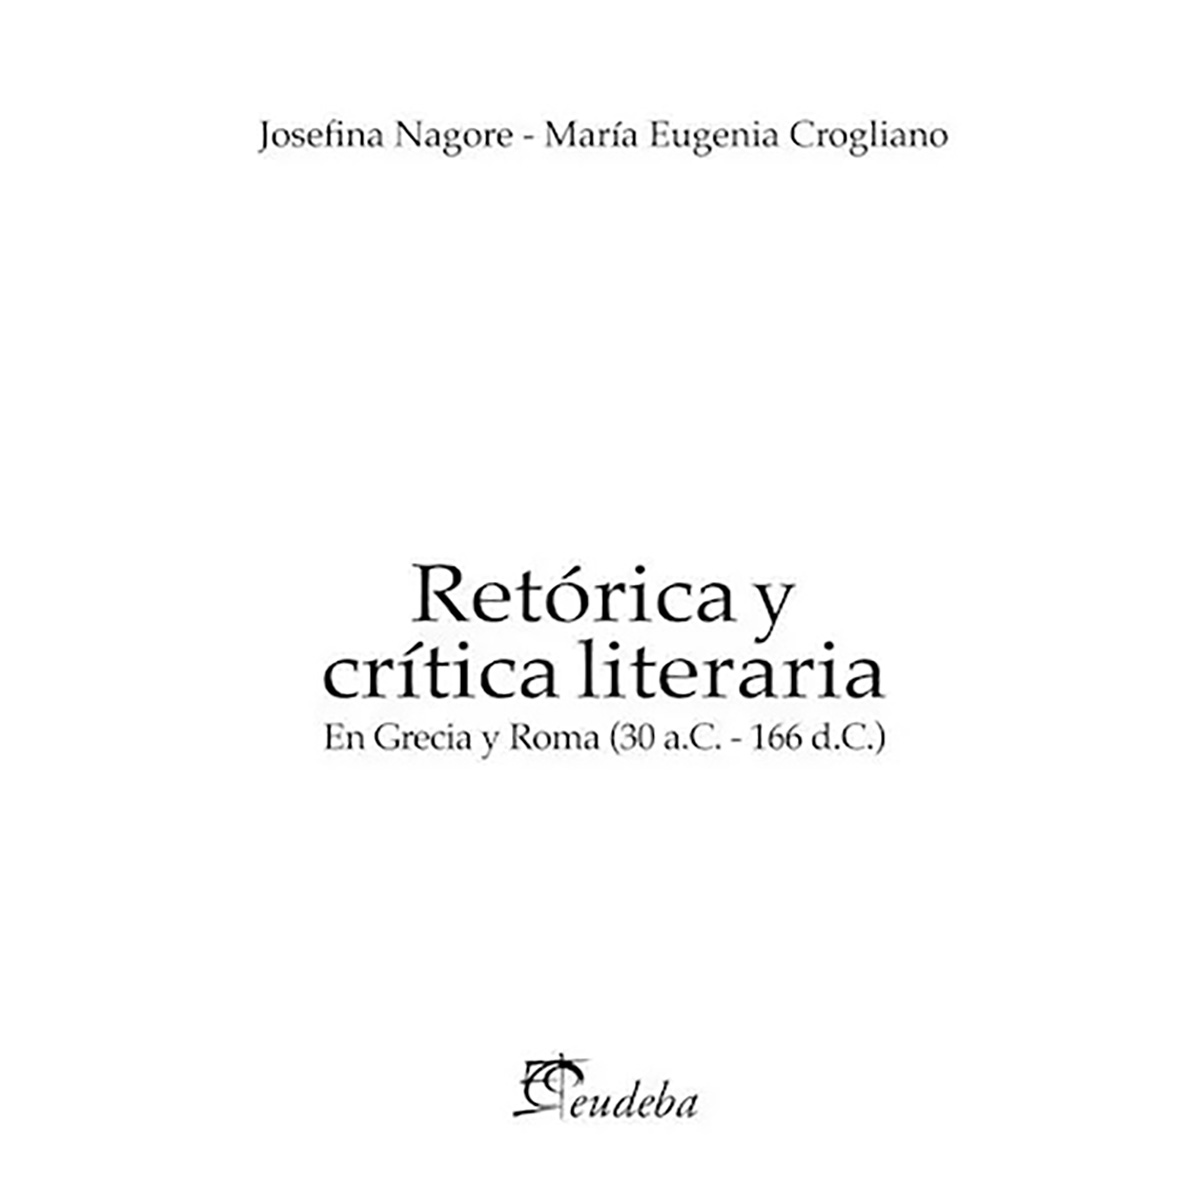 Josefina Nagore - María Eugenia Crogliano
Retórica y
crítica literaria
En Grecia y Roma (30 a.C. - 166 d.C.)
eudeba